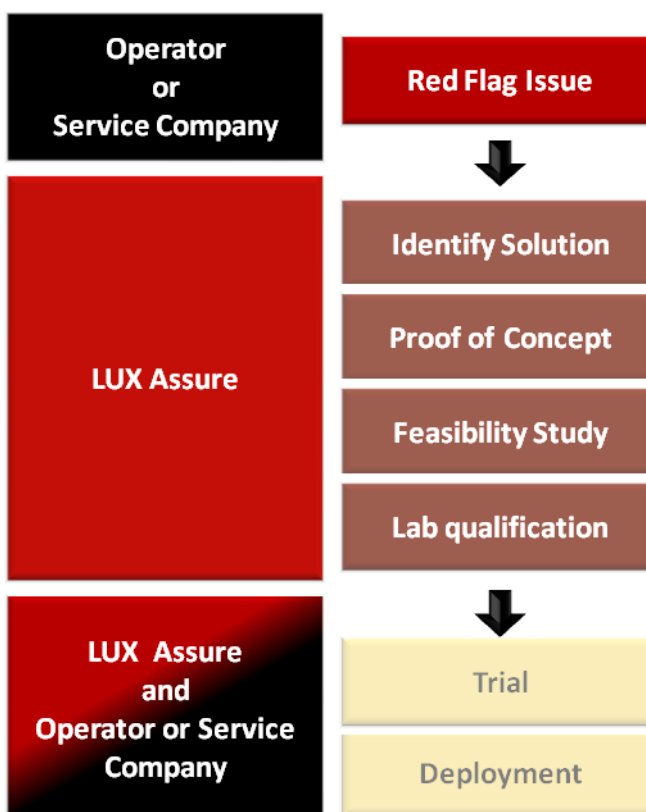 Operator
or
Service Company
Red Flag Issue
LUX Assure
Identify Solution
Proof of Concept
Feasibility Study
Lab qualification
LUX Assure
and
Operator or Service
Company
Trial
Deployment